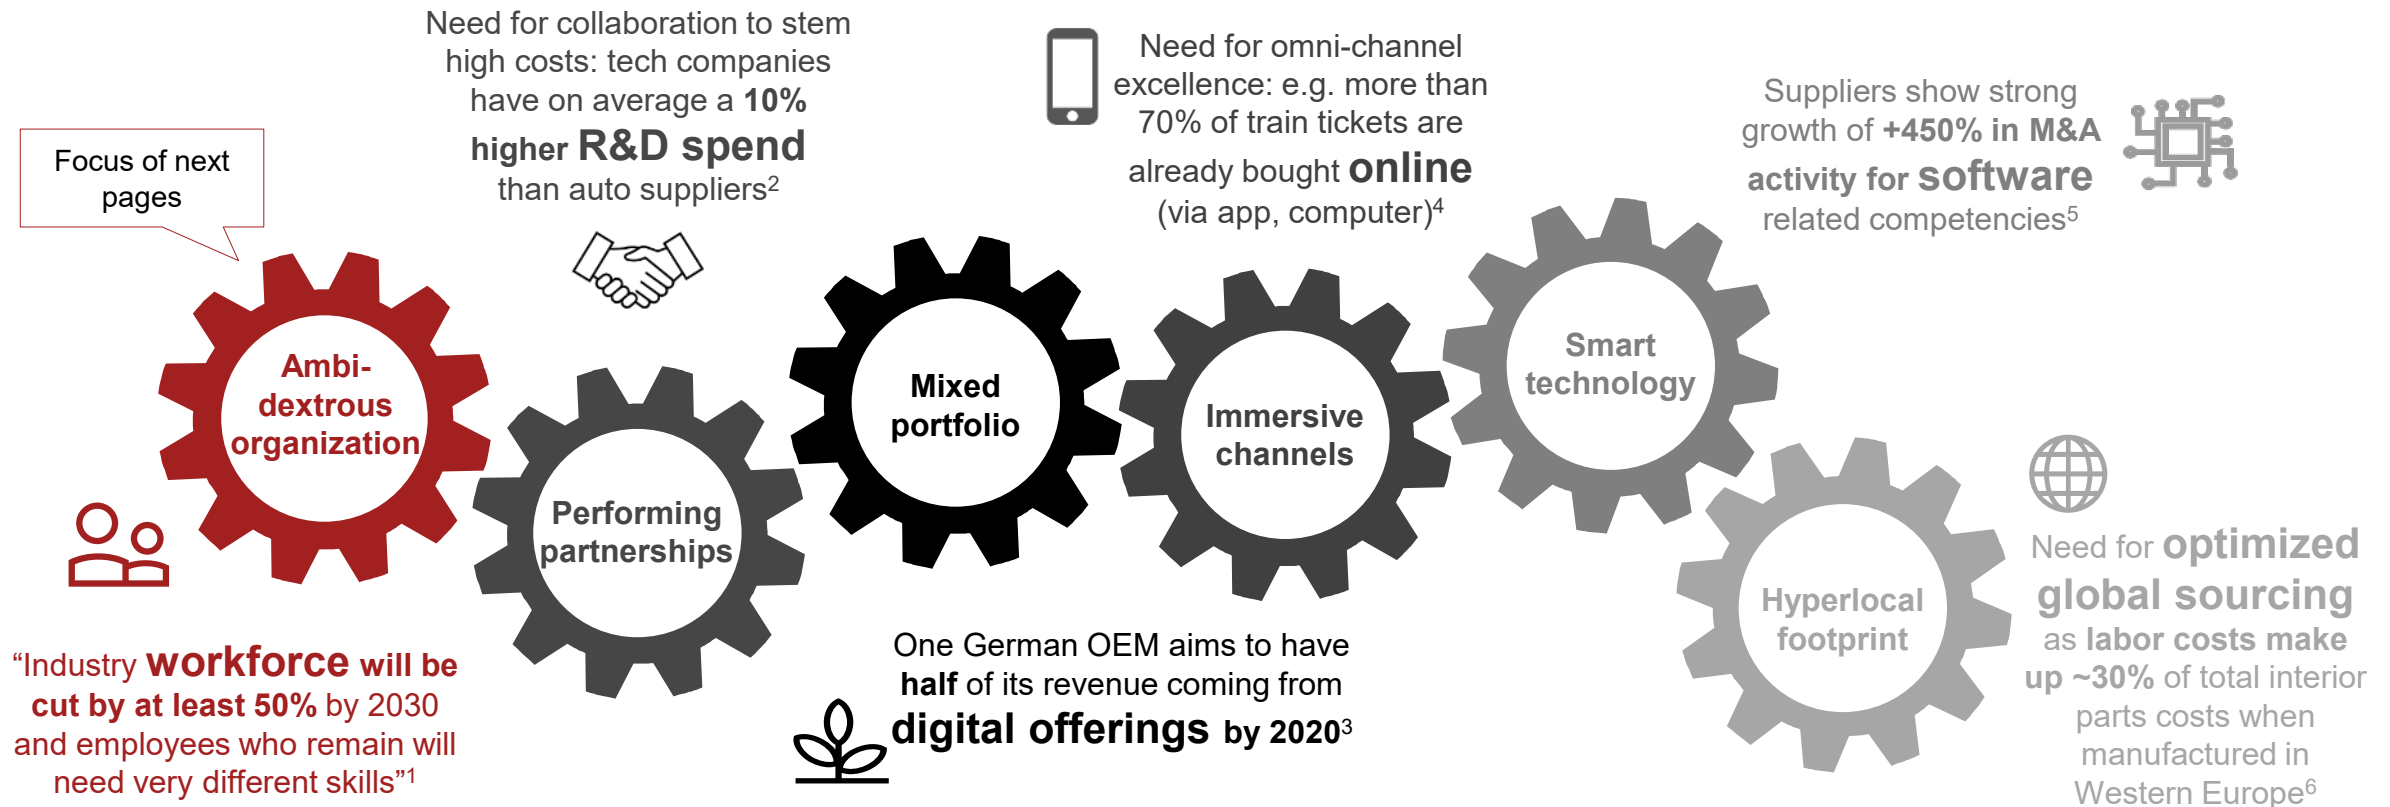 Need for collaboration to stem
high costs: tech companies
have on average a 10%
higher R&D spend
than auto suppliers2
Need for omni-channel
excellence: e.g. more than
70% of train tickets are
already bought online
(via app, computer)4
Suppliers show strong
growth of +450% in M&A
activity for software
related competencies5
Focus of next
pages
Ambi-
dextrous
organization
Performing
partnerships
Mixed
portfolio
Immersive
channels
Smart
technology
Hyperlocal
footprint
“Industry workforce will be
cut by at least 50% by 2030
and employees who remain will
need very different skills”1
One German OEM aims to have
half of its revenue coming from
digital offerings by 20203
Need for optimized
global sourcing
as labor costs make
up ~30% of total interior
parts costs when
manufactured in
Western Europe6